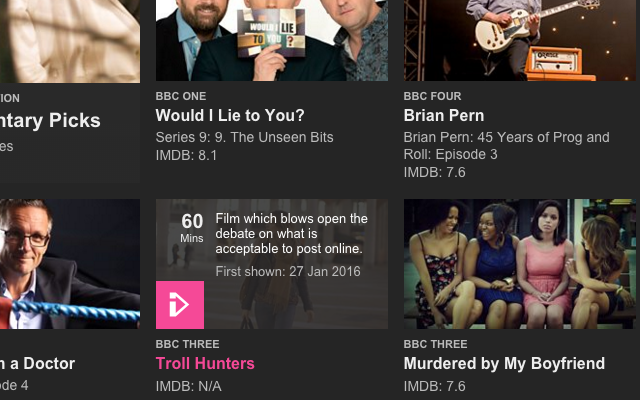 WOULD I LIE
TO YOU?
ION
ntary Picks
es
BBC ONE
Would I Lie to You?
Series 9: 9. The Unseen Bits
IMDB: 8.1
BBC FOUR
Brian Pern
Brian Pern: 45 Years of Prog and
Roll: Episode 3
IMDB: 7.6
60
Mins
Film which blows open the
debate on what is
acceptable to post online.
First shown: 27 Jan 2016
n a Doctor
ode 4
BBC THREE
Troll Hunters
IMDB: N/A
BBC THREE
Murdered by My Boyfriend
IMDB: 7.6